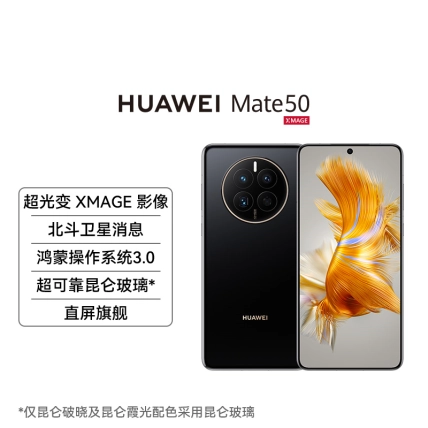 HUAWEI Mate50
XMAGE
超光变 XMAGE 影像
北斗卫星消息
鸿蒙操作系统3.0
超可靠昆仑玻璃*
直屏旗舰
HUAWEI
*仅昆仑破晓及昆仑霞光配色采用昆仑玻璃